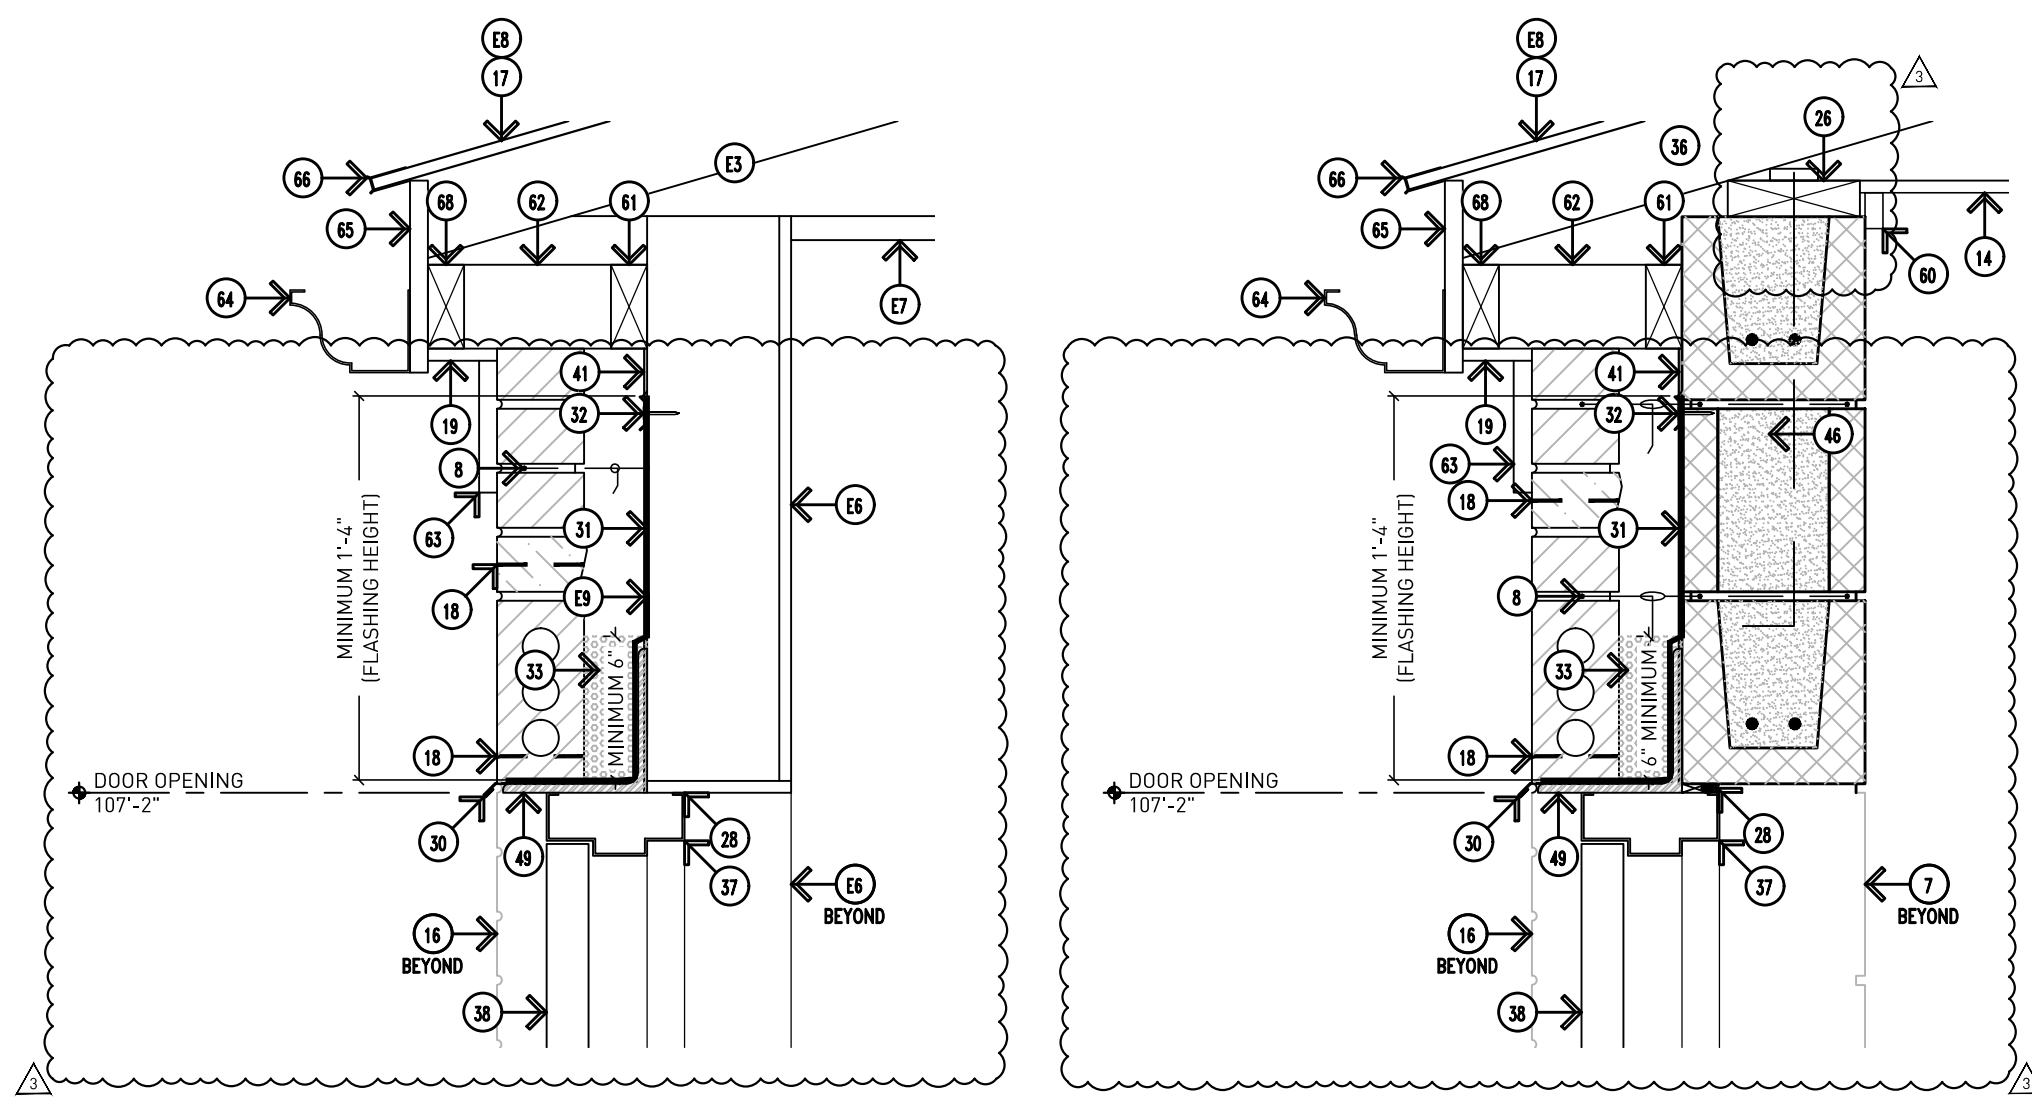 E8
17
66
E3
68
62
61
65
64
E7
41
32
19
8
63
31
E6
18
E9
MINIMUM 1'-4"
(FLASHING HEIGHT)
33
MINIMUM 6"
18
DOOR OPENING
107'-2"
30
49
28
37
E6
BEYOND
16
BEYOND
38
3
E8
17
3
26
36
66
68
62
61
65
64
60
14
41
32
19
46
63
18
31
MINIMUM 1'-4"
(FLASHING HEIGHT)
8
33
6" MINIMUM
18
DOOR OPENING
107'-2"
30
49
28
37
7
BEYOND
16
BEYOND
38
3